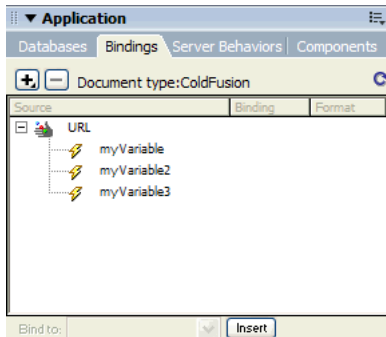 Application
Databases Bindings Server Behaviors Components
Document type:ColdFusion
Source Binding Format
URL
myVariable
myVariable2
myVariable3
Bind to: Insert